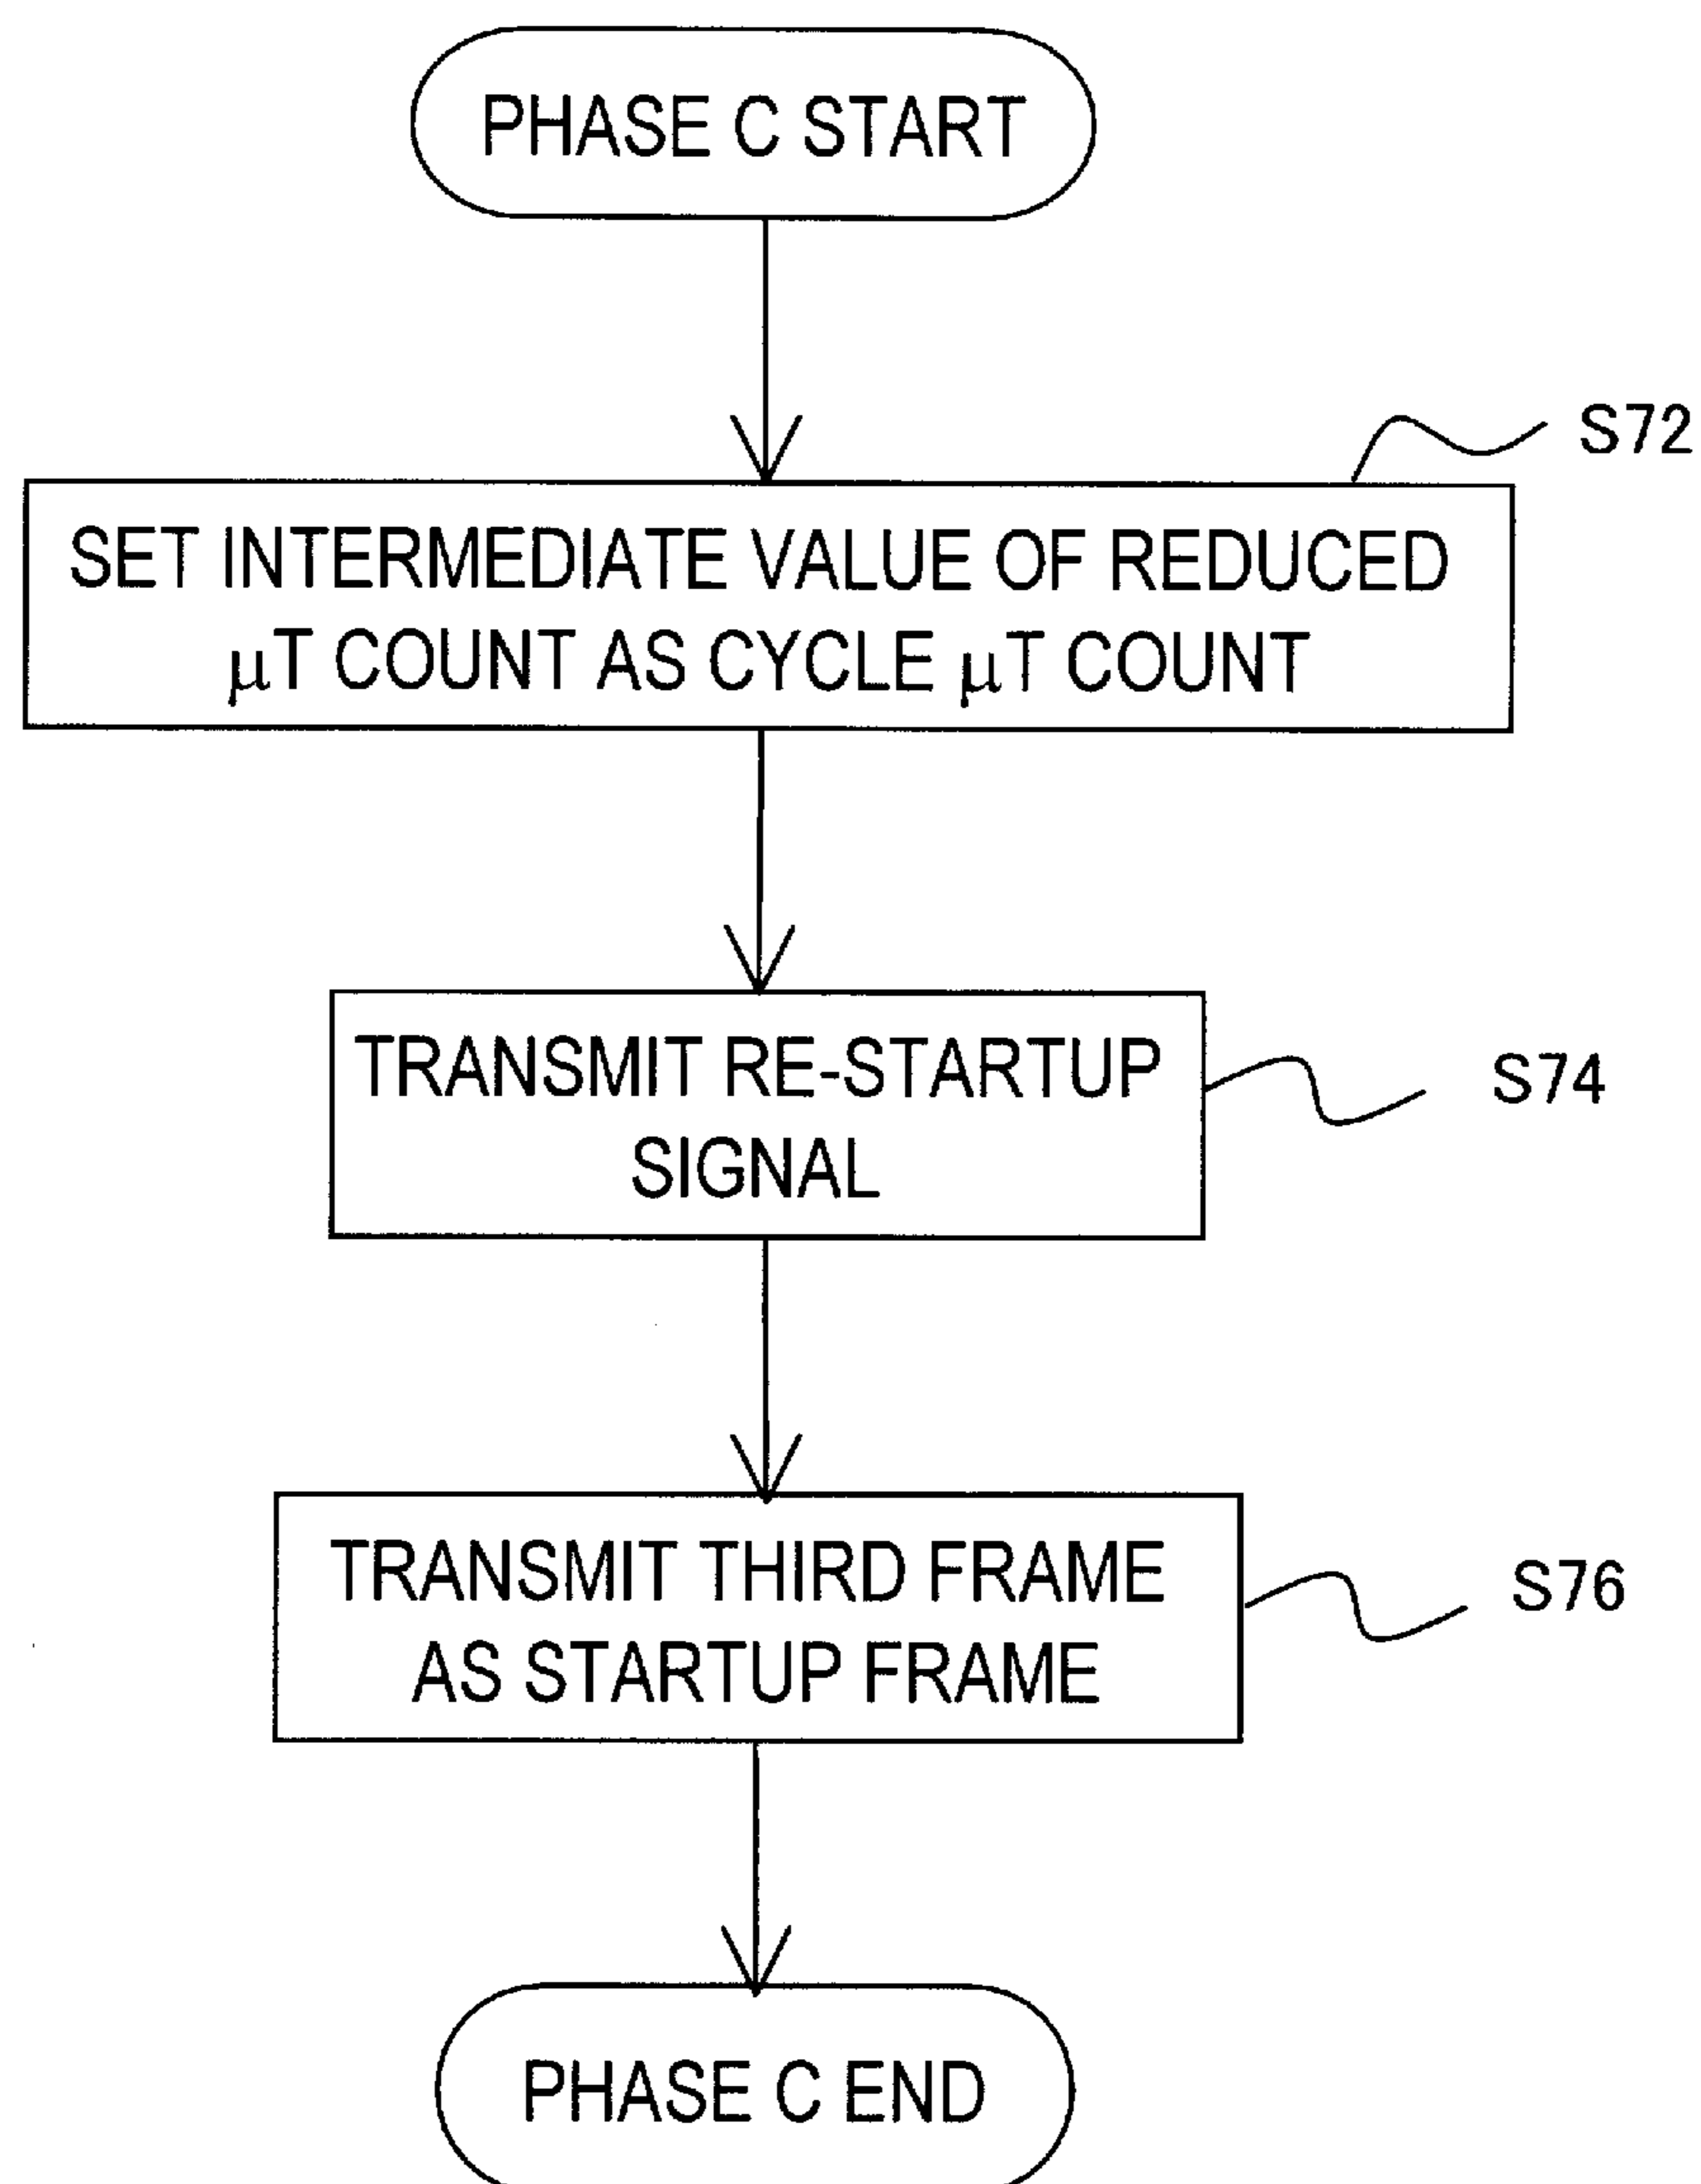 PHASE C START
S72
SET INTERMEDIATE VALUE OF REDUCED
μT COUNT AS CYCLE μT COUNT
TRANSMIT RE-STARTUP
SIGNAL
S74
TRANSMIT THIRD FRAME
AS STARTUP FRAME
S76
PHASE C END